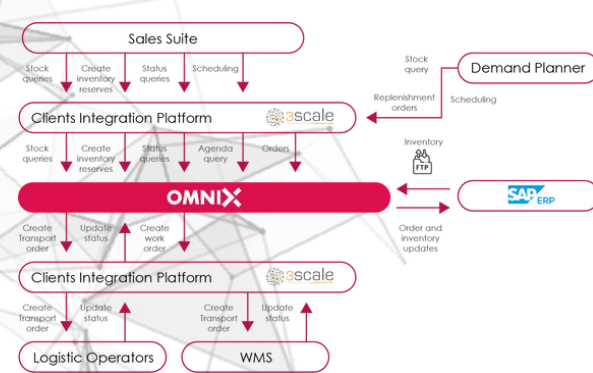 Sales Suite
Stock
queries
Create
inventory
reserves
Status
queries
Scheduling
Stock
query
Demand Planner
Replenishment
orders
Scheduling
Clients Integration Platform
3scale
Stock
queries
Create
inventory
reserves
Status
queries
Agenda
query
Orders
Inventory
FTP
OMNIX
SAP ERP
Create
Transport
order
Update
status
Create
work
order
Order and
inventory
updates
Clients Integration Platform
3scale
Create
Transport
order
Update
status
Create
Transport
order
Update
status
Logistic Operators
WMS